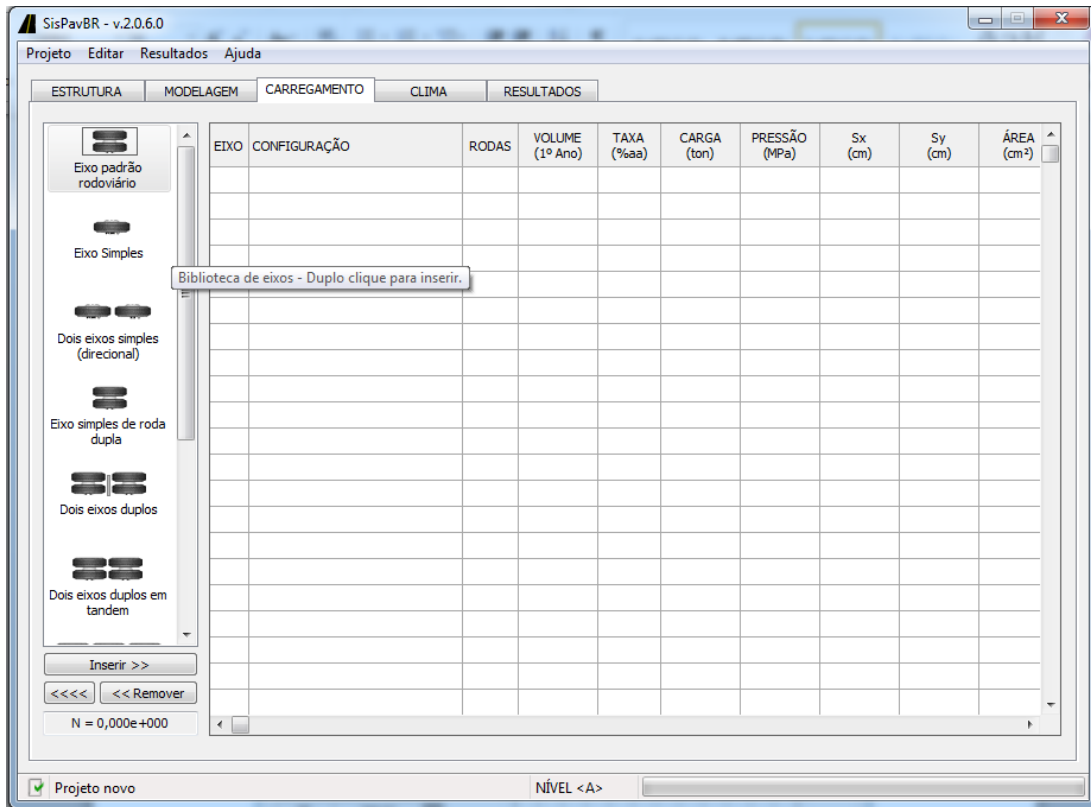 SisPavBR - v.2.0.6.0
Projeto Editar Resultados Ajuda
ESTRUTURA MODELAGEM CARREGAMENTO CLIMA RESULTADOS
Eixo padrão
rodoviário
Eixo Simples
Dois eixos simples
(direcional)
Eixo simples de roda
dupla
Dois eixos duplos
Dois eixos duplos em
tandem
Inserir >>
<<<< << Remover
N = 0,000e+000
EIXO CONFIGURAÇÃO RODAS VOLUME TAXA CARGA PRESSÃO Sx Sy ÁREA
(1º Ano) (%aa) (ton) (MPa) (cm) (cm) (cm²)
Biblioteca de eixos - Duplo clique para inserir.
Projeto novo NÍVEL <A>